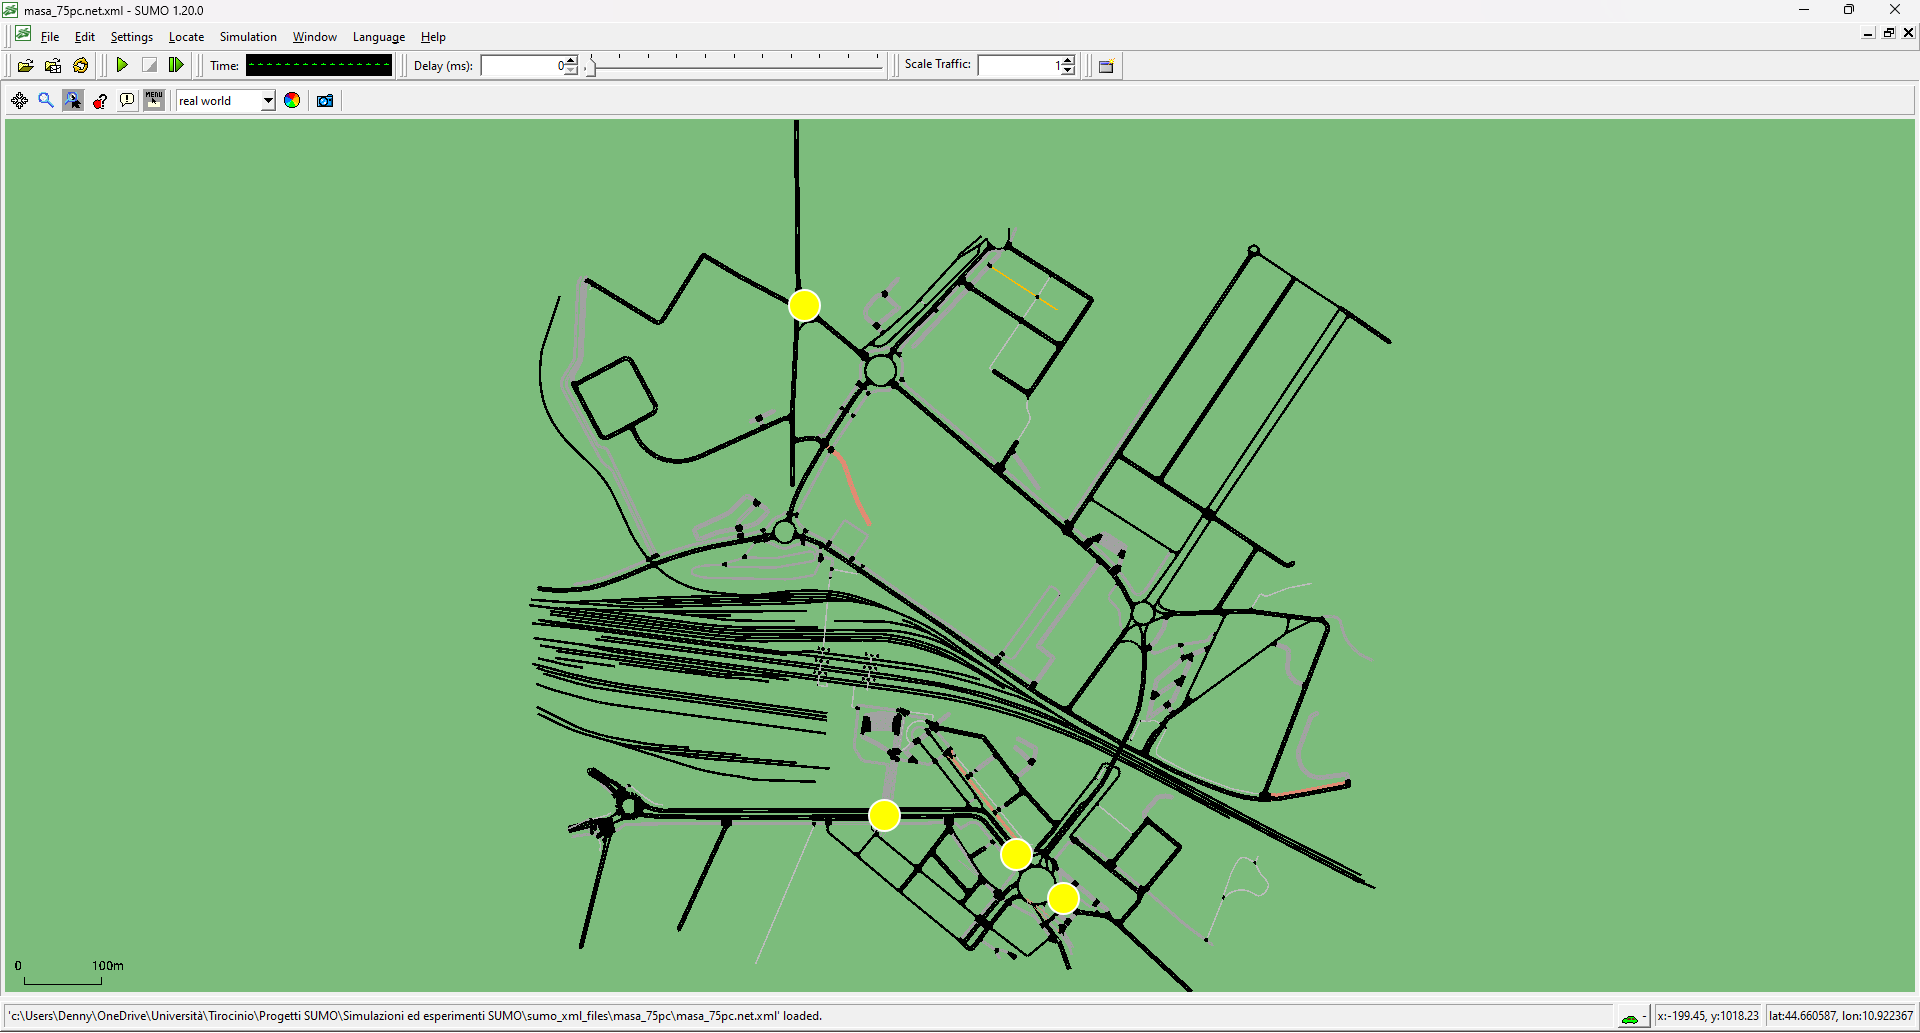 masa_75pc.net.xml - SUMO 1.20.0
File Edit Settings Locate Simulation Window Language Help
Time: Delay (ms): 0 Scale Traffic: 1
MENU real world
0 100m
'c:\Users\Denny\OneDrive\Università\Tirocinio\Progetti SUMO\Simulazioni ed esperimenti SUMO\sumo_xml_files\masa_75pc\masa_75pc.net.xml' loaded. - x:-199.45, y:1018.23 lat:44.660587, lon:10.922367